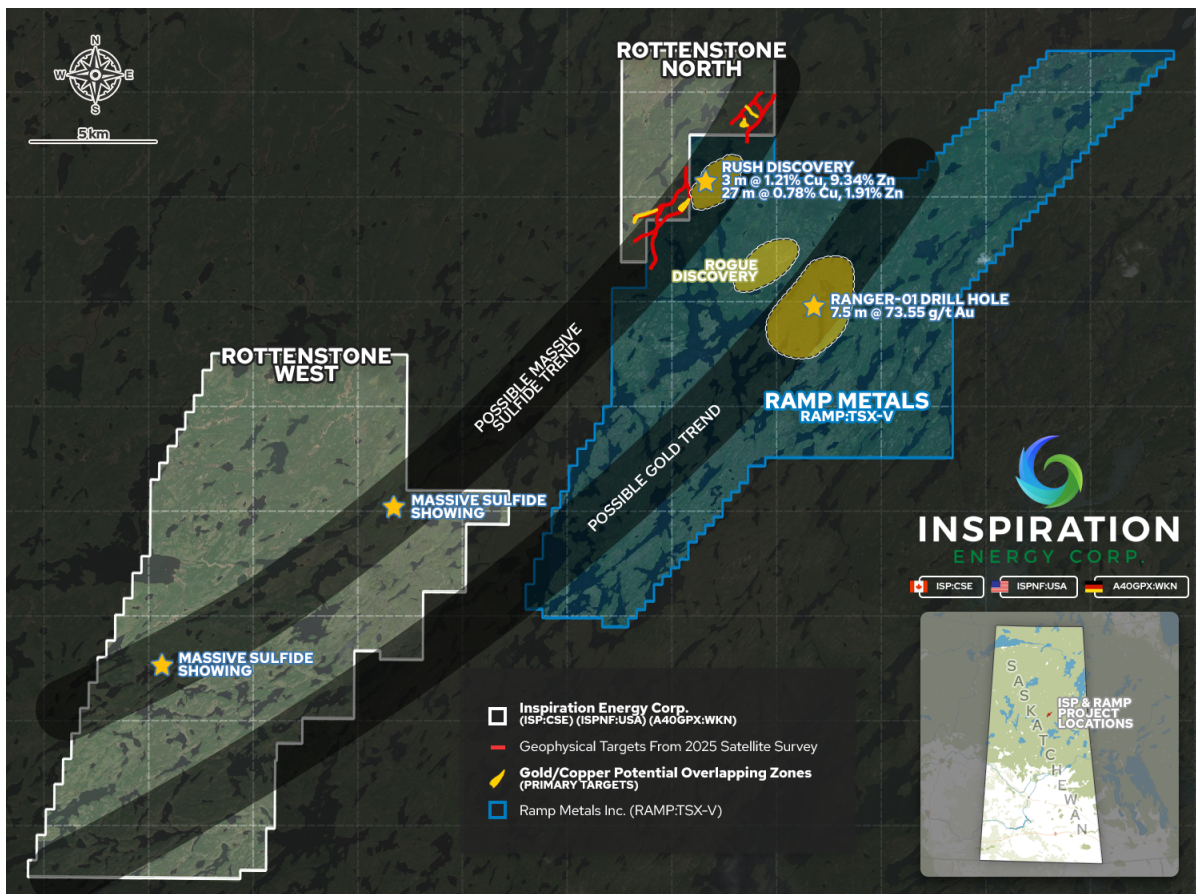 N
W E
S
5km
ROTTENSTONE
NORTH
RUSH DISCOVERY
3 m @ 1.21% Cu, 9.34% Zn
27 m @ 0.78% Cu, 1.91% Zn
ROGUE
DISCOVERY
RANGER-01 DRILL HOLE
7.5 m @ 73.55 g/t Au
ROTTENSTONE
WEST
POSSIBLE MASSIVE
SULFIDE TREND
RAMP METALS
RAMP:TSX-V
POSSIBLE GOLD TREND
MASSIVE SULFIDE
SHOWING
MASSIVE SULFIDE
SHOWING
INSPIRATION
ENERGY CORP.
ISP:CSE
ISPNF:USA
A40GPX:WKN
SASKATCHEWAN
ISP & RAMP
PROJECT
LOCATIONS
Inspiration Energy Corp.
(ISP:CSE) (ISPNF:USA) (A40GPX:WKN)
Geophysical Targets From 2025 Satellite Survey
Gold/Copper Potential Overlapping Zones
(PRIMARY TARGETS)
Ramp Metals Inc. (RAMP:TSX-V)